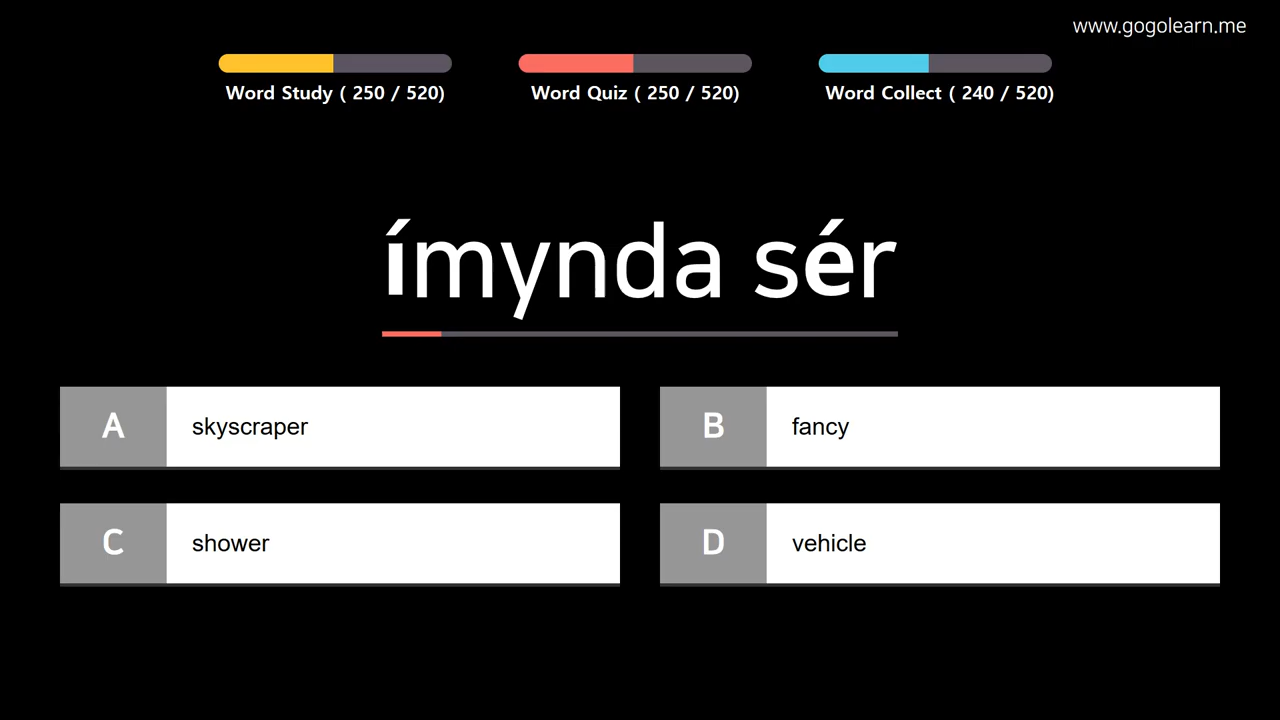 www.gogolearn.me
Word Study ( 250 / 520)
Word Quiz ( 250 / 520)
Word Collect ( 240 / 520)
ímynda sér
A skyscraper
B fancy
C shower
D vehicle